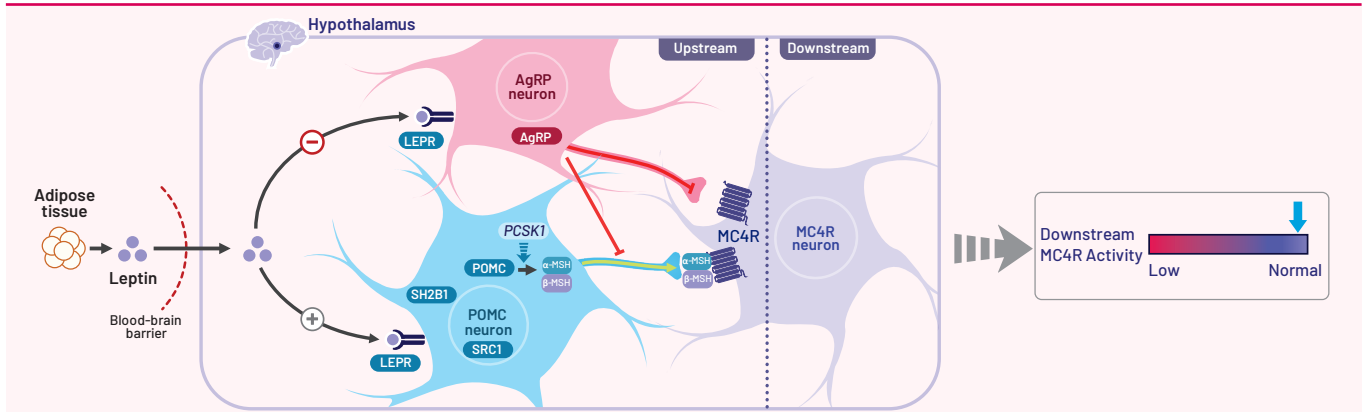 Hypothalamus
Upstream
Downstream
AgRP
neuron
AgRP
LEPR
Adipose
tissue
Leptin
Blood-brain
barrier
PCSK1
POMC
α-MSH
β-MSH
SH2B1
POMC
neuron
SRC1
LEPR
MC4R
α-MSH
β-MSH
MC4R
neuron
Downstream
MC4R Activity
Low
Normal